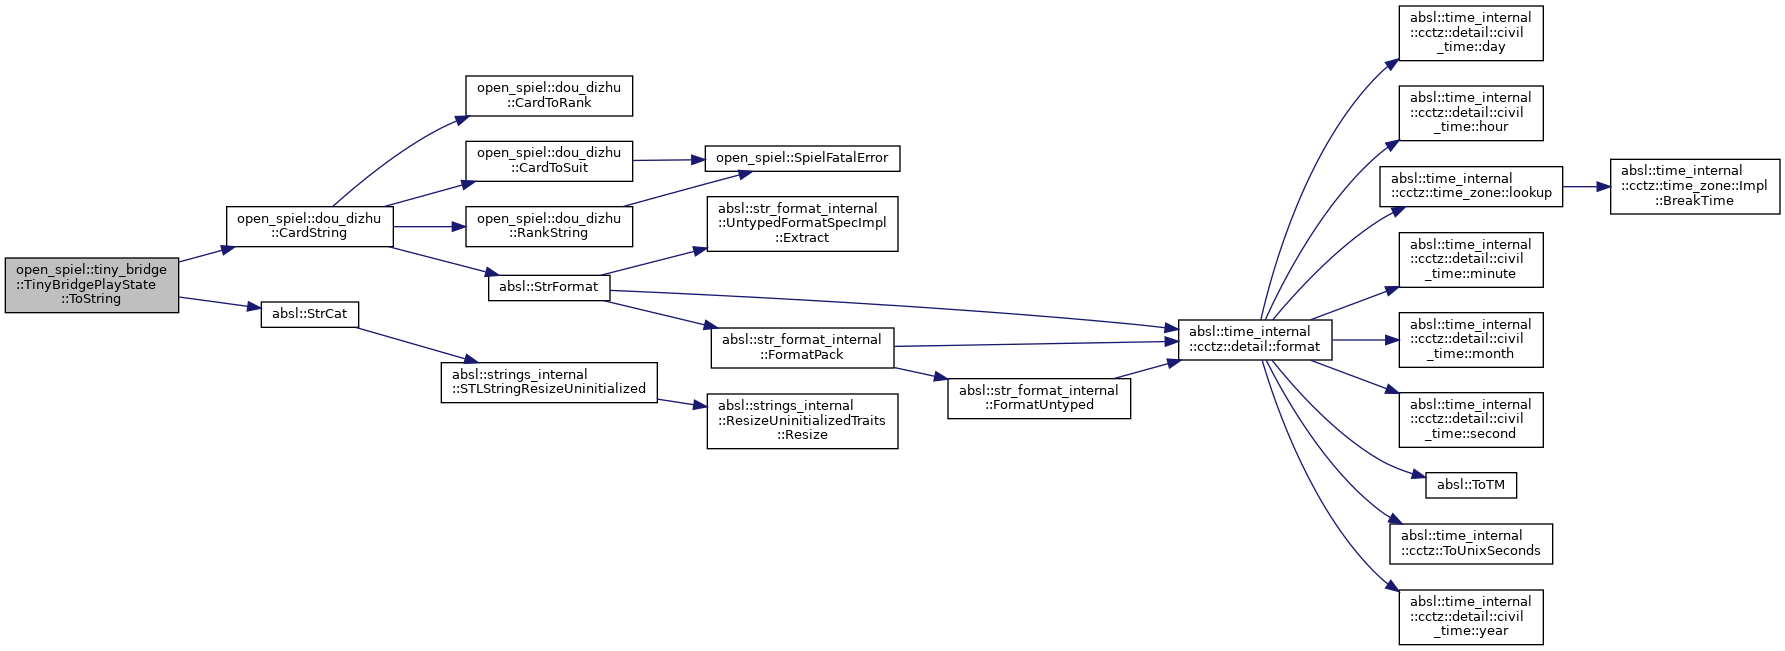 open_spiel::tiny_bridge
::TinyBridgePlayState
::ToString
open_spiel::dou_dizhu
::CardString
absl::StrCat
open_spiel::dou_dizhu
::CardToRank
open_spiel::dou_dizhu
::CardToSuit
open_spiel::dou_dizhu
::RankString
absl::StrFormat
absl::strings_internal
::STLStringResizeUninitialized
open_spiel::SpielFatalError
absl::str_format_internal
::UntypedFormatSpecImpl
::Extract
absl::str_format_internal
::FormatPack
absl::strings_internal
::ResizeUninitializedTraits
::Resize
absl::str_format_internal
::FormatUntyped
absl::time_internal
::cctz::detail::format
absl::time_internal
::cctz::detail::civil
_time::day
absl::time_internal
::cctz::detail::civil
_time::hour
absl::time_internal
::cctz::time_zone::lookup
absl::time_internal
::cctz::time_zone::Impl
::BreakTime
absl::time_internal
::cctz::detail::civil
_time::minute
absl::time_internal
::cctz::detail::civil
_time::month
absl::time_internal
::cctz::detail::civil
_time::second
absl::ToTM
absl::time_internal
::cctz::ToUnixSeconds
absl::time_internal
::cctz::detail::civil
_time::year